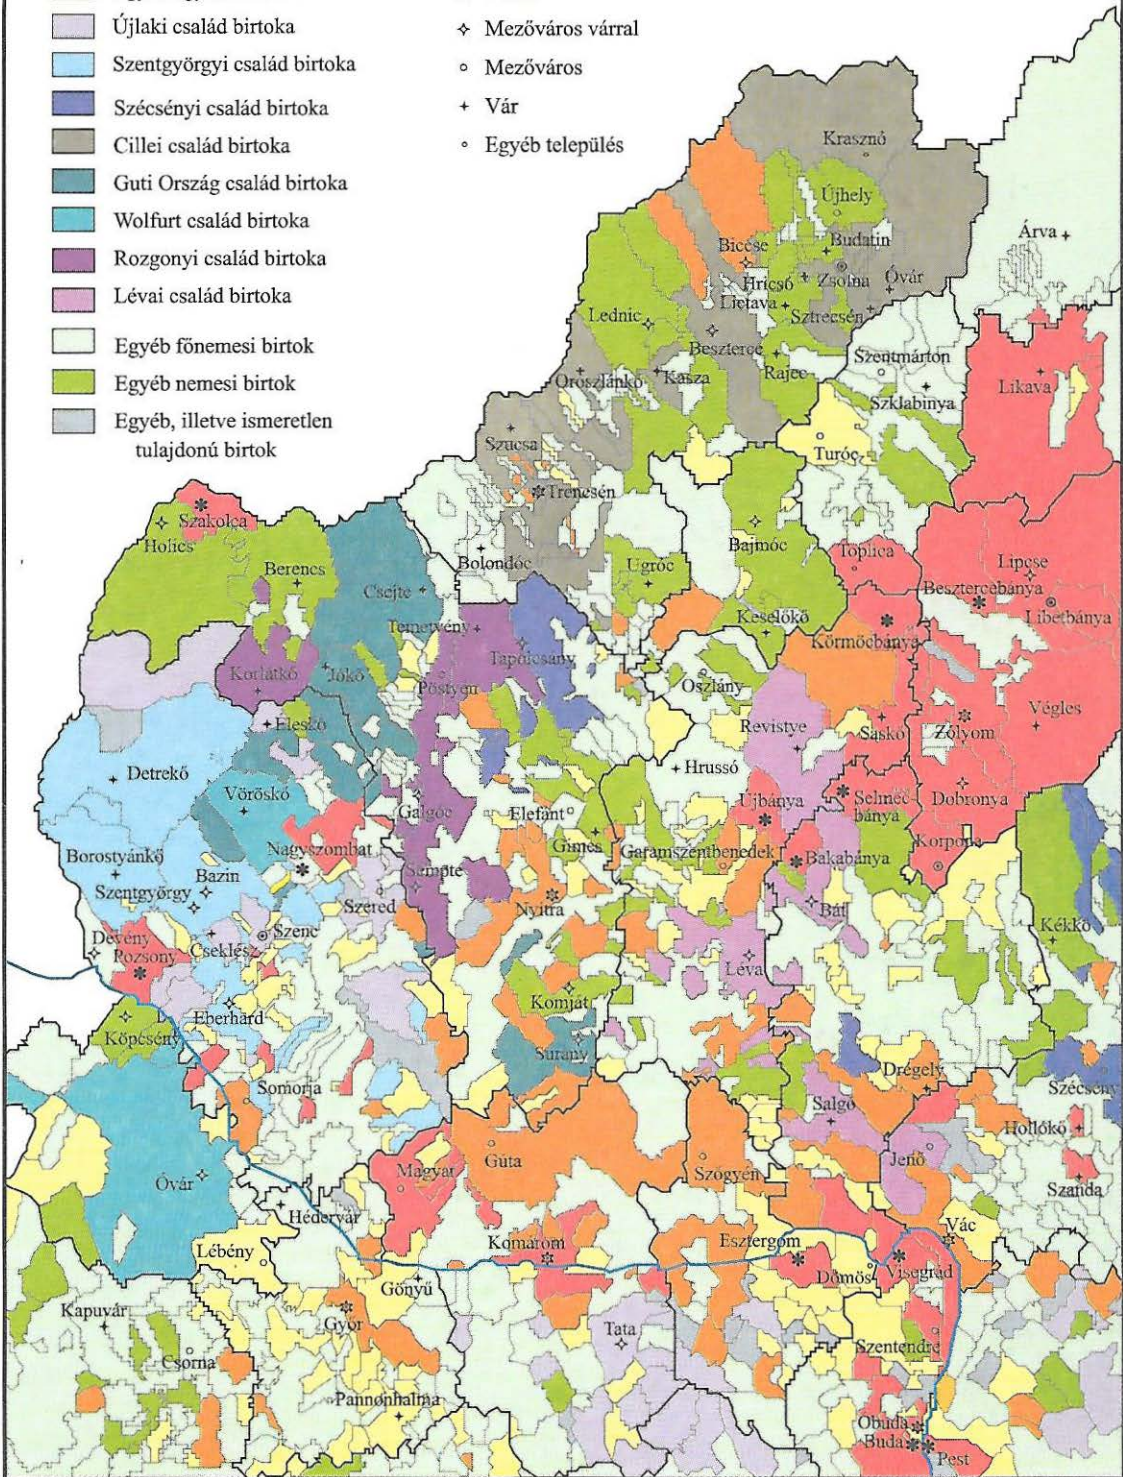 Újlaki család birtoka
Szentgyörgyi család birtoka
Szécsényi család birtoka
Cillei család birtoka
Guti Ország család birtoka
Wolfurt család birtoka
Rozgonyi család birtoka
Lévai család birtoka
Egyéb főnemesi birtok
Egyéb nemesi birtok
Egyéb, illetve ismeretlen
tulajdonú birtok
Mezőváros várral
Mezőváros
Vár
Egyéb település
Krasznó
Újhely
Árva
Biccse
Budatin
Hricsó
Zsolna
Óvár
Lietava
Sztrecsén
Lednic
Beszterce
Szentmárton
Oroszlánkő
Kasza
Rajec
Likava
Szklabinya
Szucsa
Turóc
Trencsén
Szakolca
Holics
Bajmóc
Toplica
Berencs
Bolondóc
Ugróc
Lipcse
Besztercebánya
Csejte
Libetbánya
Temetvény
Keselőkő
Körmöcbánya
Tapolcsány
Korlátkő
Jókő
Pöstyén
Oszlány
Végles
Revistye
Eleskő
Saskő
Zólyom
Detrekő
Hrussó
Vöröskő
Dobronya
Galgóc
Elefánt
Újbánya
Selmec-
bánya
Nagyszombat
Gimes
Garamszentbenedek
Korpona
Borostyánkő
Bakabánya
Bazin
Sempte
Szentgyörgy
Szered
Nyitra
Bát
Dévény
Cseklész
Szenc
Kékkő
Pozsony
Léva
Eberhárd
Komját
Köpcsény
Surány
Drégely
Somorja
Szécsény
Salgó
Hollókő
Magyar
Gúta
Szőgyén
Jenő
Óvár
Szanda
Hédervár
Vác
Lébény
Komárom
Esztergom
Dömös
Visegrád
Gönyű
Kapuvár
Győr
Tata
Szentendre
Csorna
Pannonhalma
Óbuda
Buda
Pest